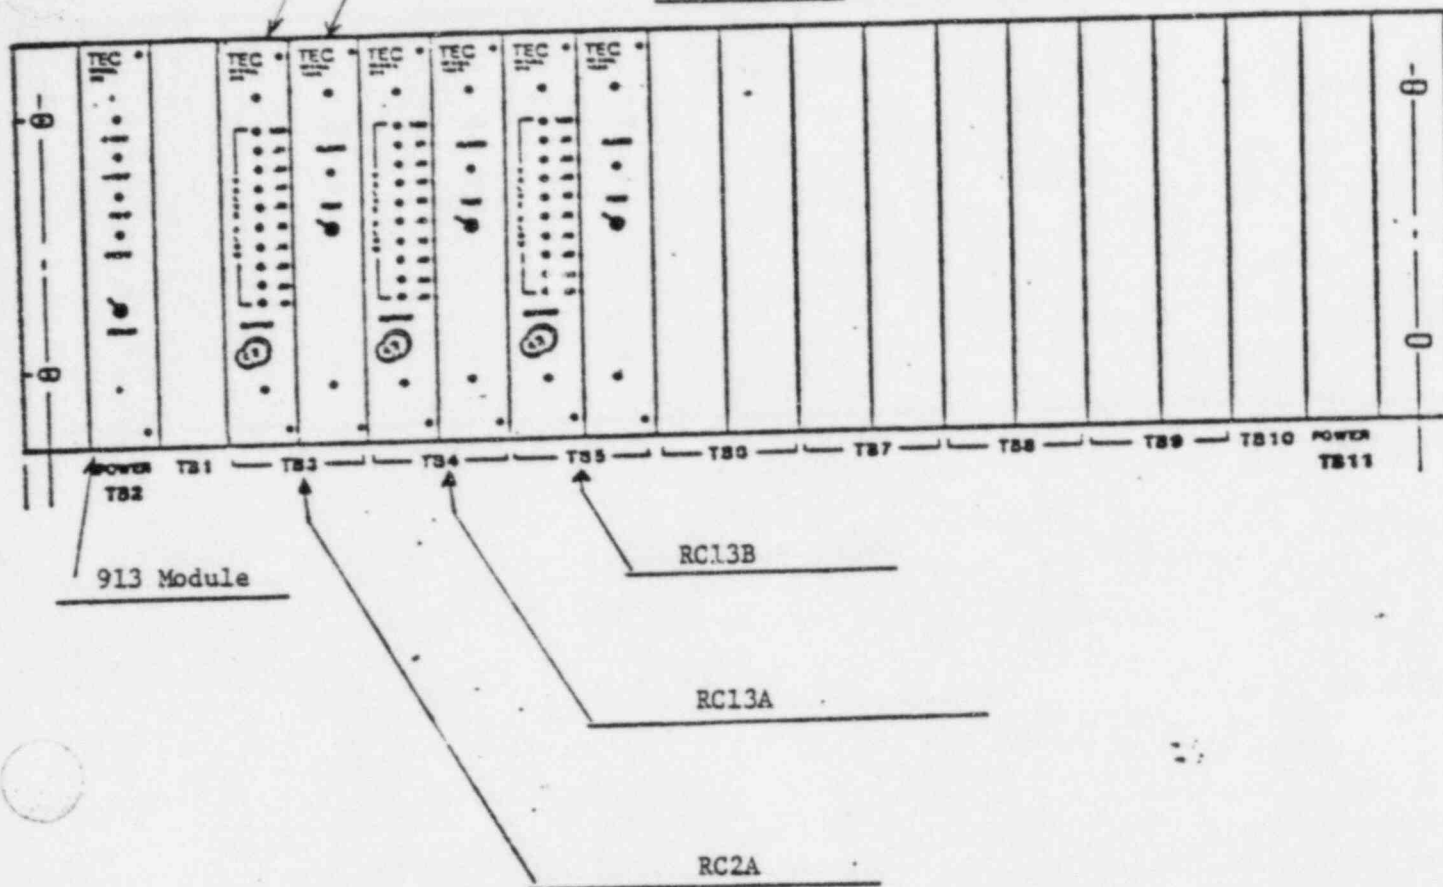 TEC TEC TEC TEC TEC TEC TEC
POWER TB1 TB3 TB4 TB5 TB6 TB7 TB8 TB9 TB10 POWER
TB2 TB11
913 Module
RC13B
RC13A
RC2A